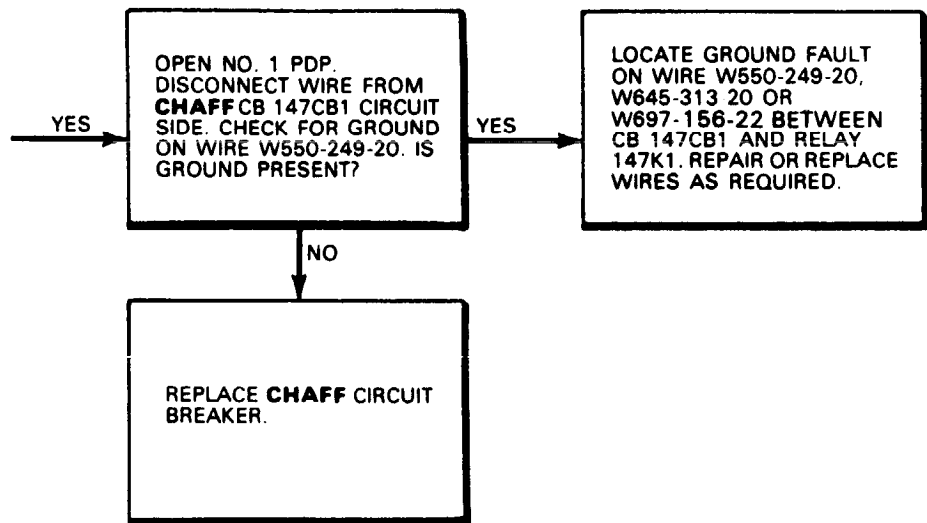 YES
OPEN NO. 1 PDP.
DISCONNECT WIRE FROM
CHAFF CB 147CB1 CIRCUIT
SIDE. CHECK FOR GROUND
ON WIRE W550-249-20. IS
GROUND PRESENT?
YES
LOCATE GROUND FAULT
ON WIRE W550-249-20,
W645-313 20 OR
W697-156-22 BETWEEN
CB 147CB1 AND RELAY
147K1. REPAIR OR REPLACE
WIRES AS REQUIRED.
NO
REPLACE CHAFF CIRCUIT
BREAKER.